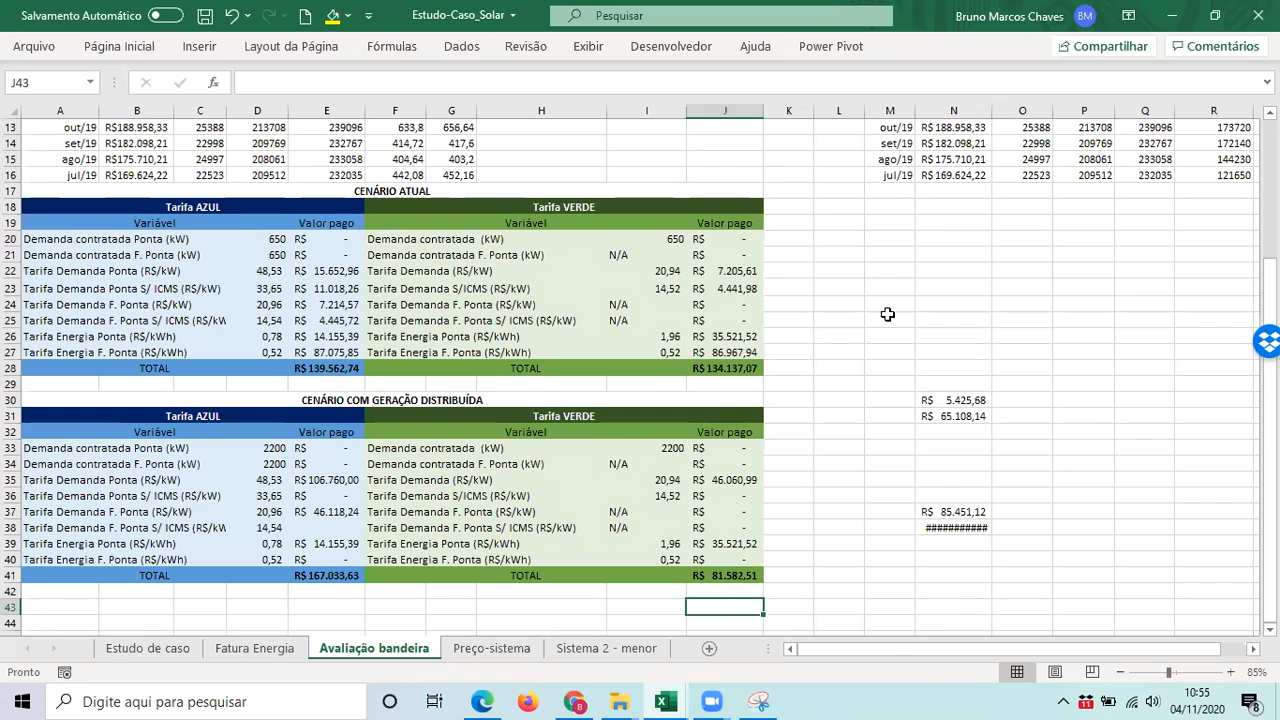 Salvamento Automático Estudo-Caso_Solar Pesquisar Bruno Marcos Chaves BM
Arquivo Página Inicial Inserir Layout da Página Fórmulas Dados Revisão Exibir Desenvolvedor Ajuda Power Pivot Compartilhar Comentários
J43 fx
A B C D E F G H I J K L M N O P Q R
13 out/19 R$188.958,33 25388 213708 239096 633,8 656,64 out/19 R$ 188.958,33 25388 213708 239096 173720
14 set/19 R$182.098,21 22998 209769 232767 414,72 417,6 set/19 R$ 182.098,21 22998 209769 232767 172140
15 ago/19 R$175.710,21 24997 208061 233058 404,64 403,2 ago/19 R$ 175.710,21 24997 208061 233058 144230
16 jul/19 R$169.624,22 22523 209512 232035 442,08 452,16 jul/19 R$ 169.624,22 22523 209512 232035 121650
17 CENÁRIO ATUAL
18 Tarifa AZUL Tarifa VERDE
19 Variável Valor pago Variável Valor pago
20 Demanda contratada Ponta (kW) 650 R$ - Demanda contratada (kW) 650 R$ -
21 Demanda contratada F. Ponta (kW) 650 R$ - Demanda contratada F. Ponta (kW) N/A R$ -
22 Tarifa Demanda Ponta (R$/kW) 48,53 R$ 15.652,96 Tarifa Demanda (R$/kW) 20,94 R$ 7.205,61
23 Tarifa Demanda Ponta S/ ICMS (R$/kW) 33,65 R$ 11.018,26 Tarifa Demanda S/ICMS (R$/kW) 14,52 R$ 4.441,98
24 Tarifa Demanda F. Ponta (R$/kW) 20,96 R$ 7.214,57 Tarifa Demanda F. Ponta (R$/kW) N/A R$ -
25 Tarifa Demanda F. Ponta S/ ICMS (R$/kW 14,54 R$ 4.445,72 Tarifa Demanda F. Ponta S/ ICMS (R$/kW) N/A R$ -
26 Tarifa Energia Ponta (R$/kWh) 0,78 R$ 14.155,39 Tarifa Energia Ponta (R$/kWh) 1,96 R$ 35.521,52
27 Tarifa Energia F. Ponta (R$/kWh) 0,52 R$ 87.075,85 Tarifa Energia F. Ponta (R$/kWh) 0,52 R$ 86.967,94
28 TOTAL R$ 139.562,74 TOTAL R$ 134.137,07
29
30 CENÁRIO COM GERAÇÃO DISTRIBUÍDA R$ 5.425,68
31 Tarifa AZUL Tarifa VERDE R$ 65.108,14
32 Variável Valor pago Variável Valor pago
33 Demanda contratada Ponta (kW) 2200 R$ - Demanda contratada (kW) 2200 R$ -
34 Demanda contratada F. Ponta (kW) 2200 R$ - Demanda contratada F. Ponta (kW) N/A R$ -
35 Tarifa Demanda Ponta (R$/kW) 48,53 R$ 106.760,00 Tarifa Demanda (R$/kW) 20,94 R$ 46.060,99
36 Tarifa Demanda Ponta S/ ICMS (R$/kW) 33,65 R$ - Tarifa Demanda S/ICMS (R$/kW) 14,52 R$ -
37 Tarifa Demanda F. Ponta (R$/kW) 20,96 R$ 46.118,24 Tarifa Demanda F. Ponta (R$/kW) N/A R$ - R$ 85.451,12
38 Tarifa Demanda F. Ponta S/ ICMS (R$/kW 14,54 Tarifa Demanda F. Ponta S/ ICMS (R$/kW) N/A R$ - ###########
39 Tarifa Energia Ponta (R$/kWh) 0,78 R$ 14.155,39 Tarifa Energia Ponta (R$/kWh) 1,96 R$ 35.521,52
40 Tarifa Energia F. Ponta (R$/kWh) 0,52 R$ - Tarifa Energia F. Ponta (R$/kWh) 0,52 R$ -
41 TOTAL R$ 167.033,63 TOTAL R$ 81.582,51
42
43
44
Estudo de caso Fatura Energia Avaliação bandeira Preço-sistema Sistema 2 - menor
Pronto 85%
Digite aqui para pesquisar B 11 10:55
04/11/2020 8